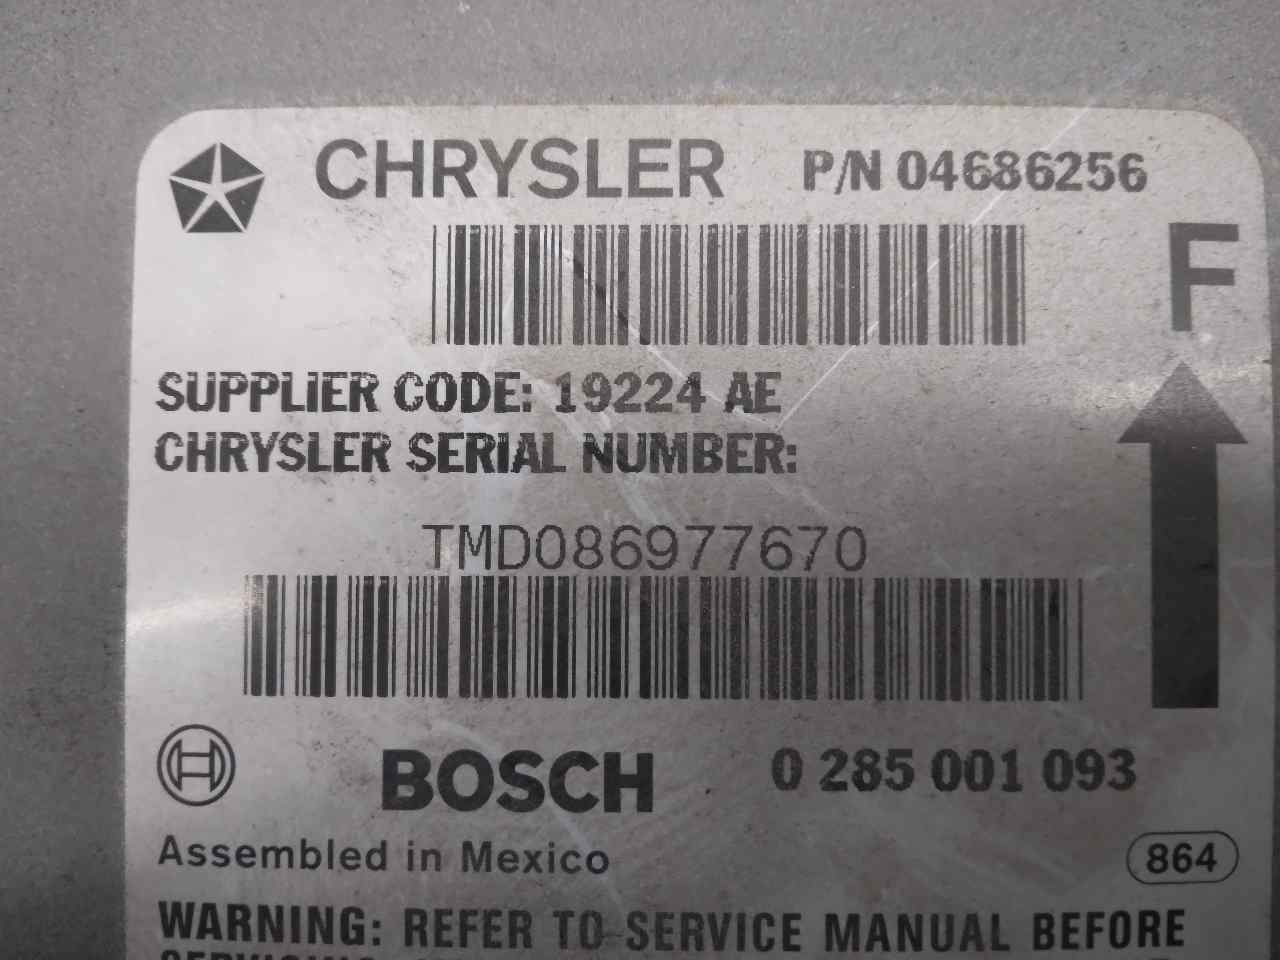 CHRYSLER P/N 04686256
F
SUPPLIER CODE: 19224 AE
CHRYSLER SERIAL NUMBER:
TMD086977670
BOSCH 0 285 001 093
Assembled in Mexico 864
WARNING: REFER TO SERVICE MANUAL BEFORE